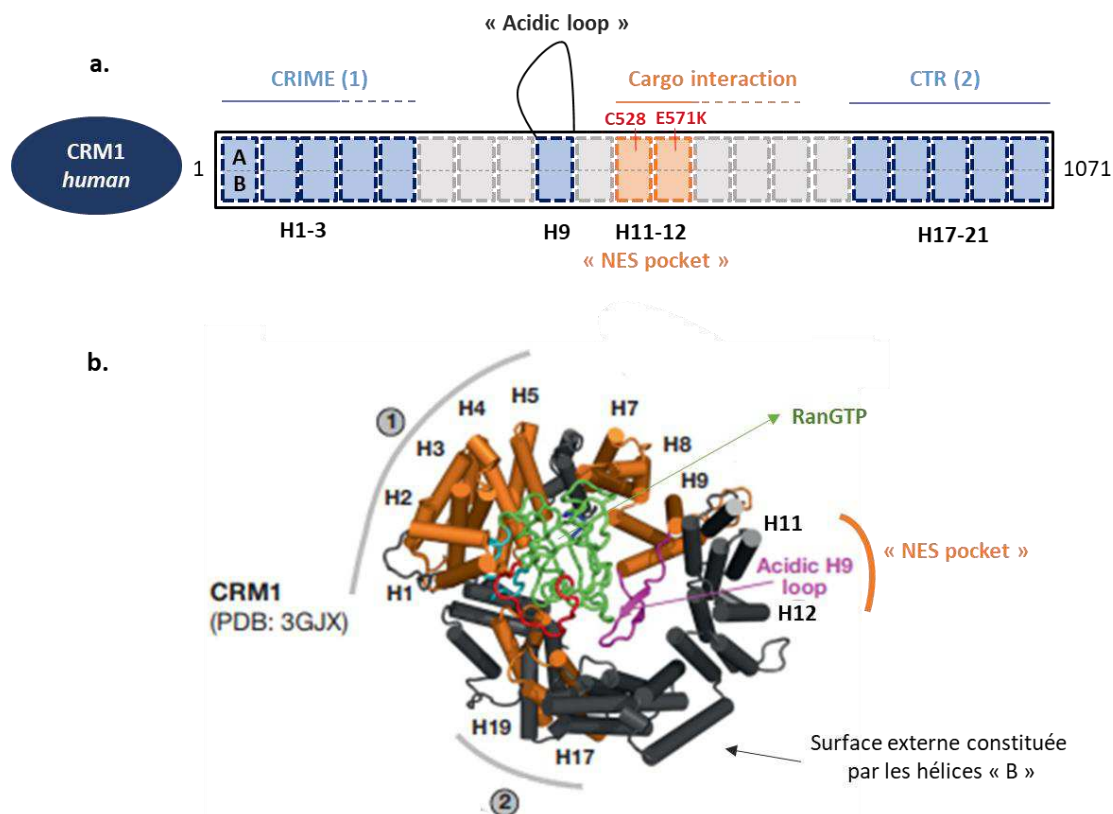 « Acidic loop »
a.
CRIME (1)
Cargo interaction
CTR (2)
C528
E571K
CRM1
human
1
A
B
1071
H1-3
H9
H11-12
H17-21
« NES pocket »
b.
1
H5
H4
H7
RanGTP
H3
H8
H2
H9
H11
« NES pocket »
Acidic H9
loop
H1
CRM1
(PDB: 3GJX)
H12
H19
H17
Surface externe constituée
par les hélices « B »
2